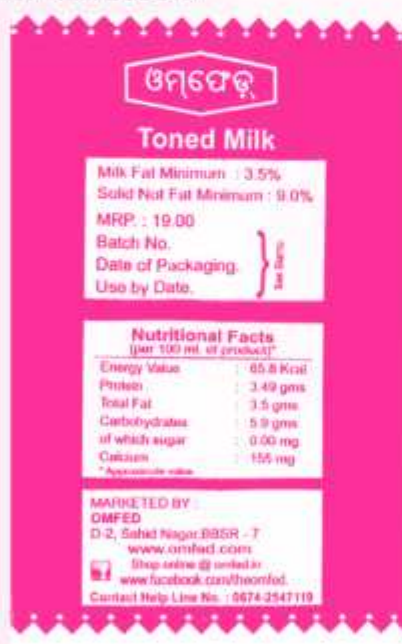 ଓମ୍‌ଫେଡ୍
Toned Milk
Milk Fat Minimum : 3.5%
Solid Not Fat Minimum : 9.0%
MRP. : 19.00
Batch No.
Date of Packaging.
Use by Date.
Nutritional Facts
(per 100 ml. of product)*
Energy Value : 65.8 Kcal
Protein : 3.49 gms
Total Fat : 3.5 gms
Carbohydrates : 5.9 gms
of which sugar : 0.00 mg
Calcium : 155 mg
* Approximate value
MARKETED BY :
OMFED
D-2, Sahid Nagar,BBSR - 7
www.omfed.com
Shop online @ omfed.in
www.facebook.com/theomfed.
Contact Help Line No. : 0674-2547119